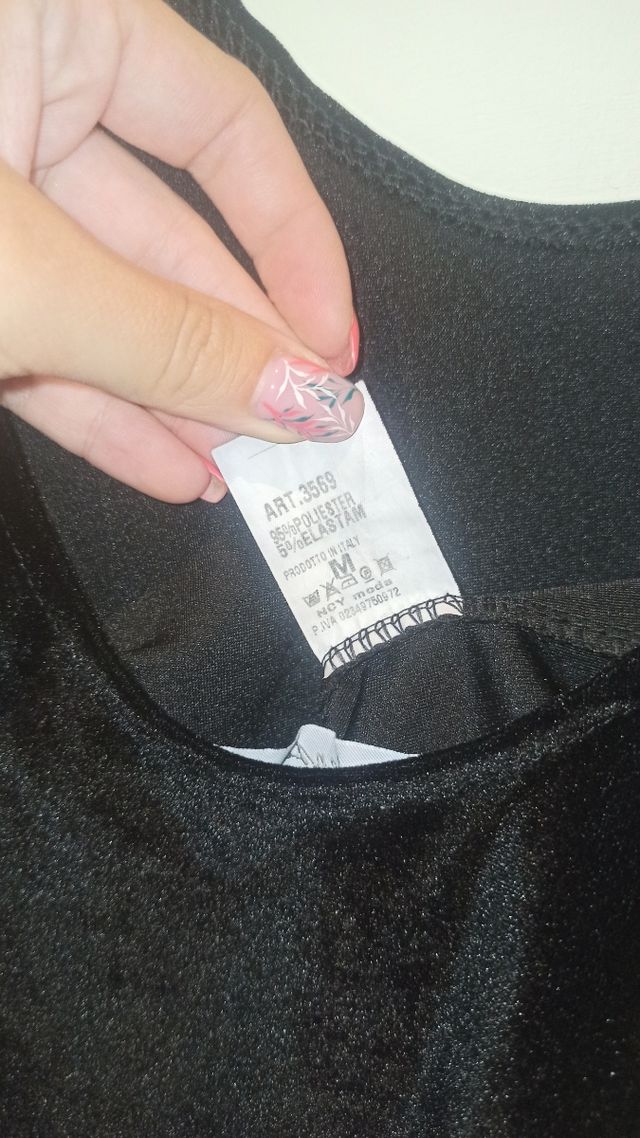 ART.3569
95%POLIESTER
5%ELASTAM
PRODOTTO IN ITALY
M
NCY moda
P.IVA 02349750972